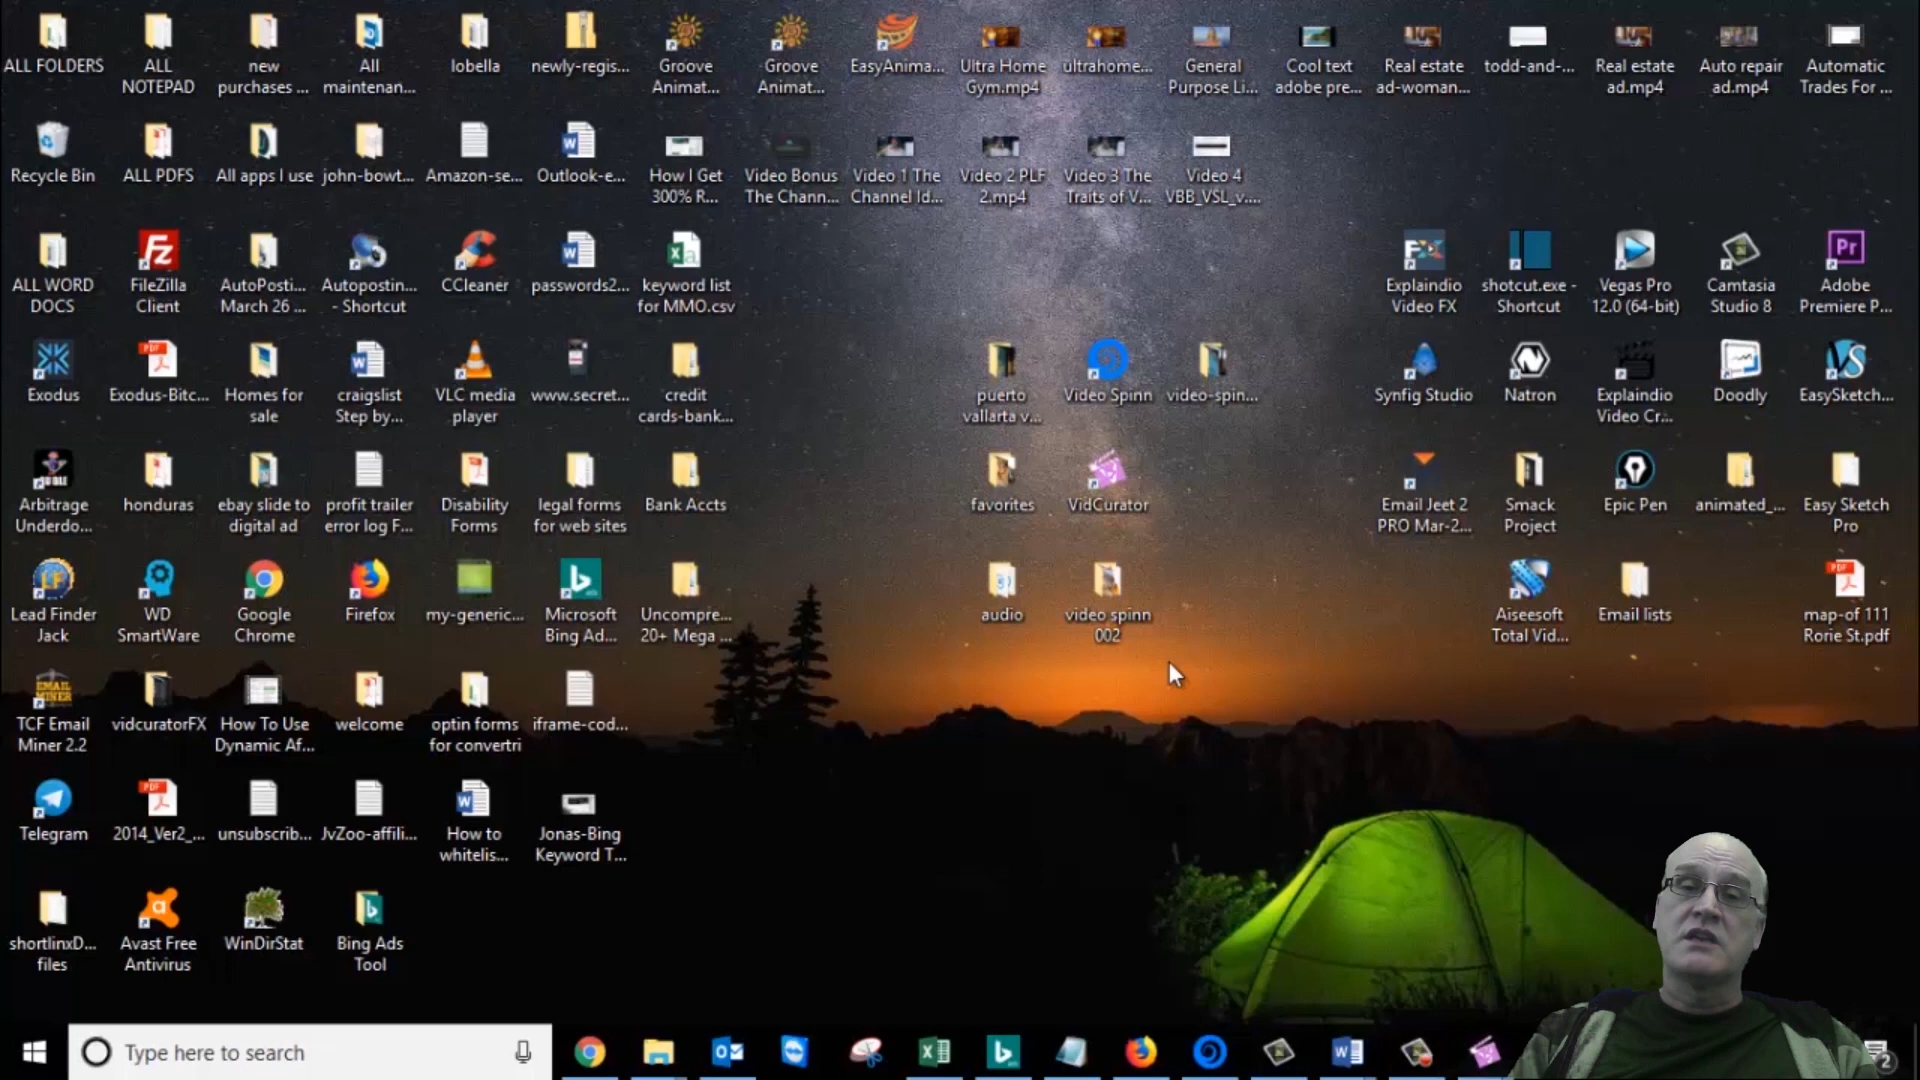 ALL FOLDERS
ALL
NOTEPAD
new
purchases ...
All
maintenan...
lobella
newly-regis...
Groove
Animat...
Groove
Animat...
EasyAnima...
Ultra Home
Gym.mp4
ultrahome...
General
Purpose Li...
Cool text
adobe pre...
Real estate
ad-woman...
todd-and-...
Real estate
ad.mp4
Auto repair
ad.mp4
Automatic
Trades For ...
Recycle Bin
ALL PDFS
All apps I use
john-bowt...
Amazon-se...
Outlook-e...
How I Get
300% R...
Video Bonus
The Chann...
Video 1 The
Channel Id...
Video 2 PLF
2.mp4
Video 3 The
Traits of V...
Video 4
VBB_VSL_v....
ALL WORD
DOCS
FileZilla
Client
AutoPosti...
March 26 ...
Autopostin...
- Shortcut
CCleaner
passwords2...
keyword list
for MMO.csv
Explaindio
Video FX
shotcut.exe -
Shortcut
Vegas Pro
12.0 (64-bit)
Camtasia
Studio 8
Adobe
Premiere P...
Exodus
Exodus-Bitc...
Homes for
sale
craigslist
Step by...
VLC media
player
www.secret...
credit
cards-bank...
puerto
vallarta v...
Video Spinn
video-spin...
Synfig Studio
Natron
Explaindio
Video Cr...
Doodly
EasySketch...
Arbitrage
Underdo...
honduras
ebay slide to
digital ad
profit trailer
error log F...
Disability
Forms
legal forms
for web sites
Bank Accts
favorites
VidCurator
Email Jeet 2
PRO Mar-2...
Smack
Project
Epic Pen
animated_...
Easy Sketch
Pro
Lead Finder
Jack
WD
SmartWare
Google
Chrome
Firefox
my-generic...
Microsoft
Bing Ad...
Uncompre...
20+ Mega ...
audio
video spinn
002
Aiseesoft
Total Vid...
Email lists
map-of 111
Rorie St.pdf
EMAIL
MINER
TCF Email
Miner 2.2
vidcuratorFX
How To Use
Dynamic Af...
welcome
optin forms
for convertri
iframe-cod...
Telegram
2014_Ver2_...
unsubscrib...
JvZoo-affili...
How to
whitelis...
Jonas-Bing
Keyword T...
shortlinxD...
files
Avast Free
Antivirus
WinDirStat
Bing Ads
Tool
Type here to search
2